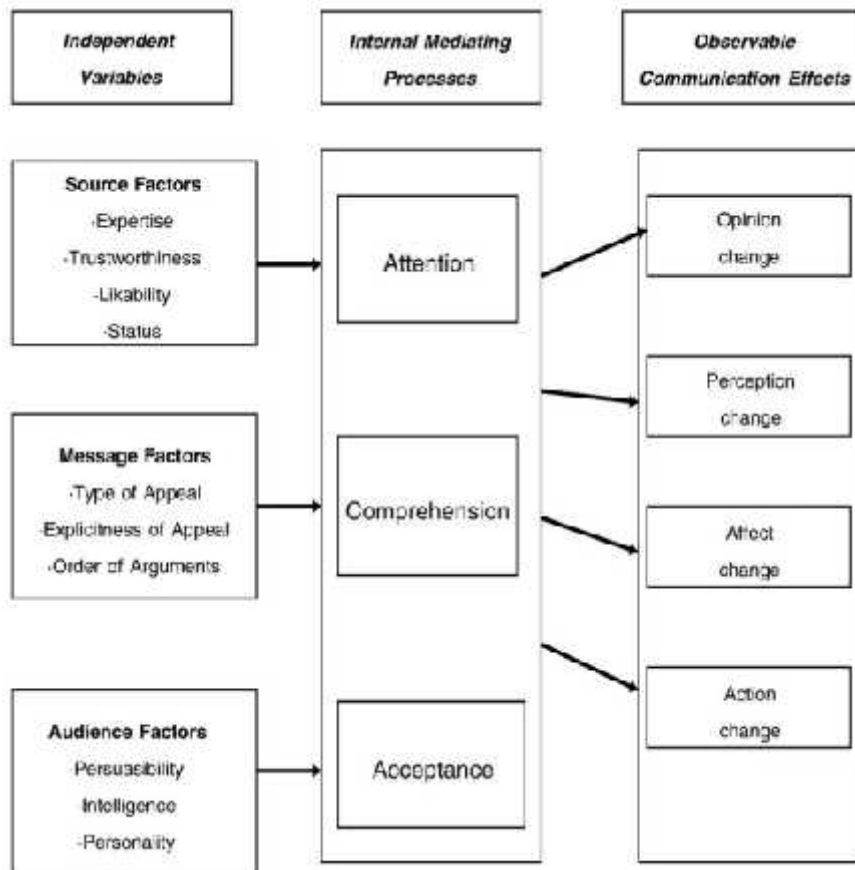 Independent
Variables
Internal Mediating
Processes
Observable
Communication Effects
Source Factors
-Expertise
-Trustworthiness
-Likability
-Status
Message Factors
-Type of Appeal
-Explicitness of Appeal
-Order of Arguments
Audience Factors
-Persuasibility
-Intelligence
-Personality
Attention
Comprehension
Acceptance
Opinion
change
Perception
change
Affect
change
Action
change